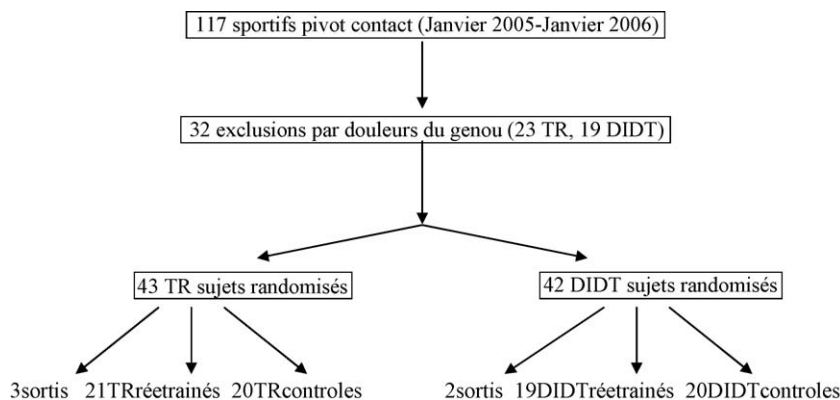 117 sportifs pivot contact (Janvier 2005-Janvier 2006)
32 exclusions par douleurs du genou (23 TR, 19 DIDT)
43 TR sujets randomisés
42 DIDT sujets randomisés
3sortis 21TRréetrainés 20TRcontroles
2sortis 19DIDTréetrainés 20DIDTcontroles